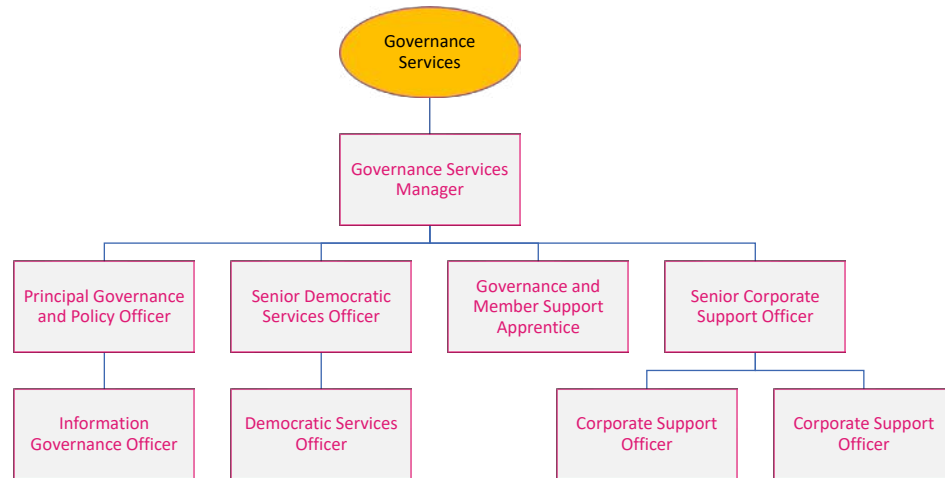 Governance
Services
Governance Services
Manager
Principal Governance
and Policy Officer
Senior Democratic
Services Officer
Governance and
Member Support
Apprentice
Senior Corporate
Support Officer
Information
Governance Officer
Democratic Services
Officer
Corporate Support
Officer
Corporate Support
Officer